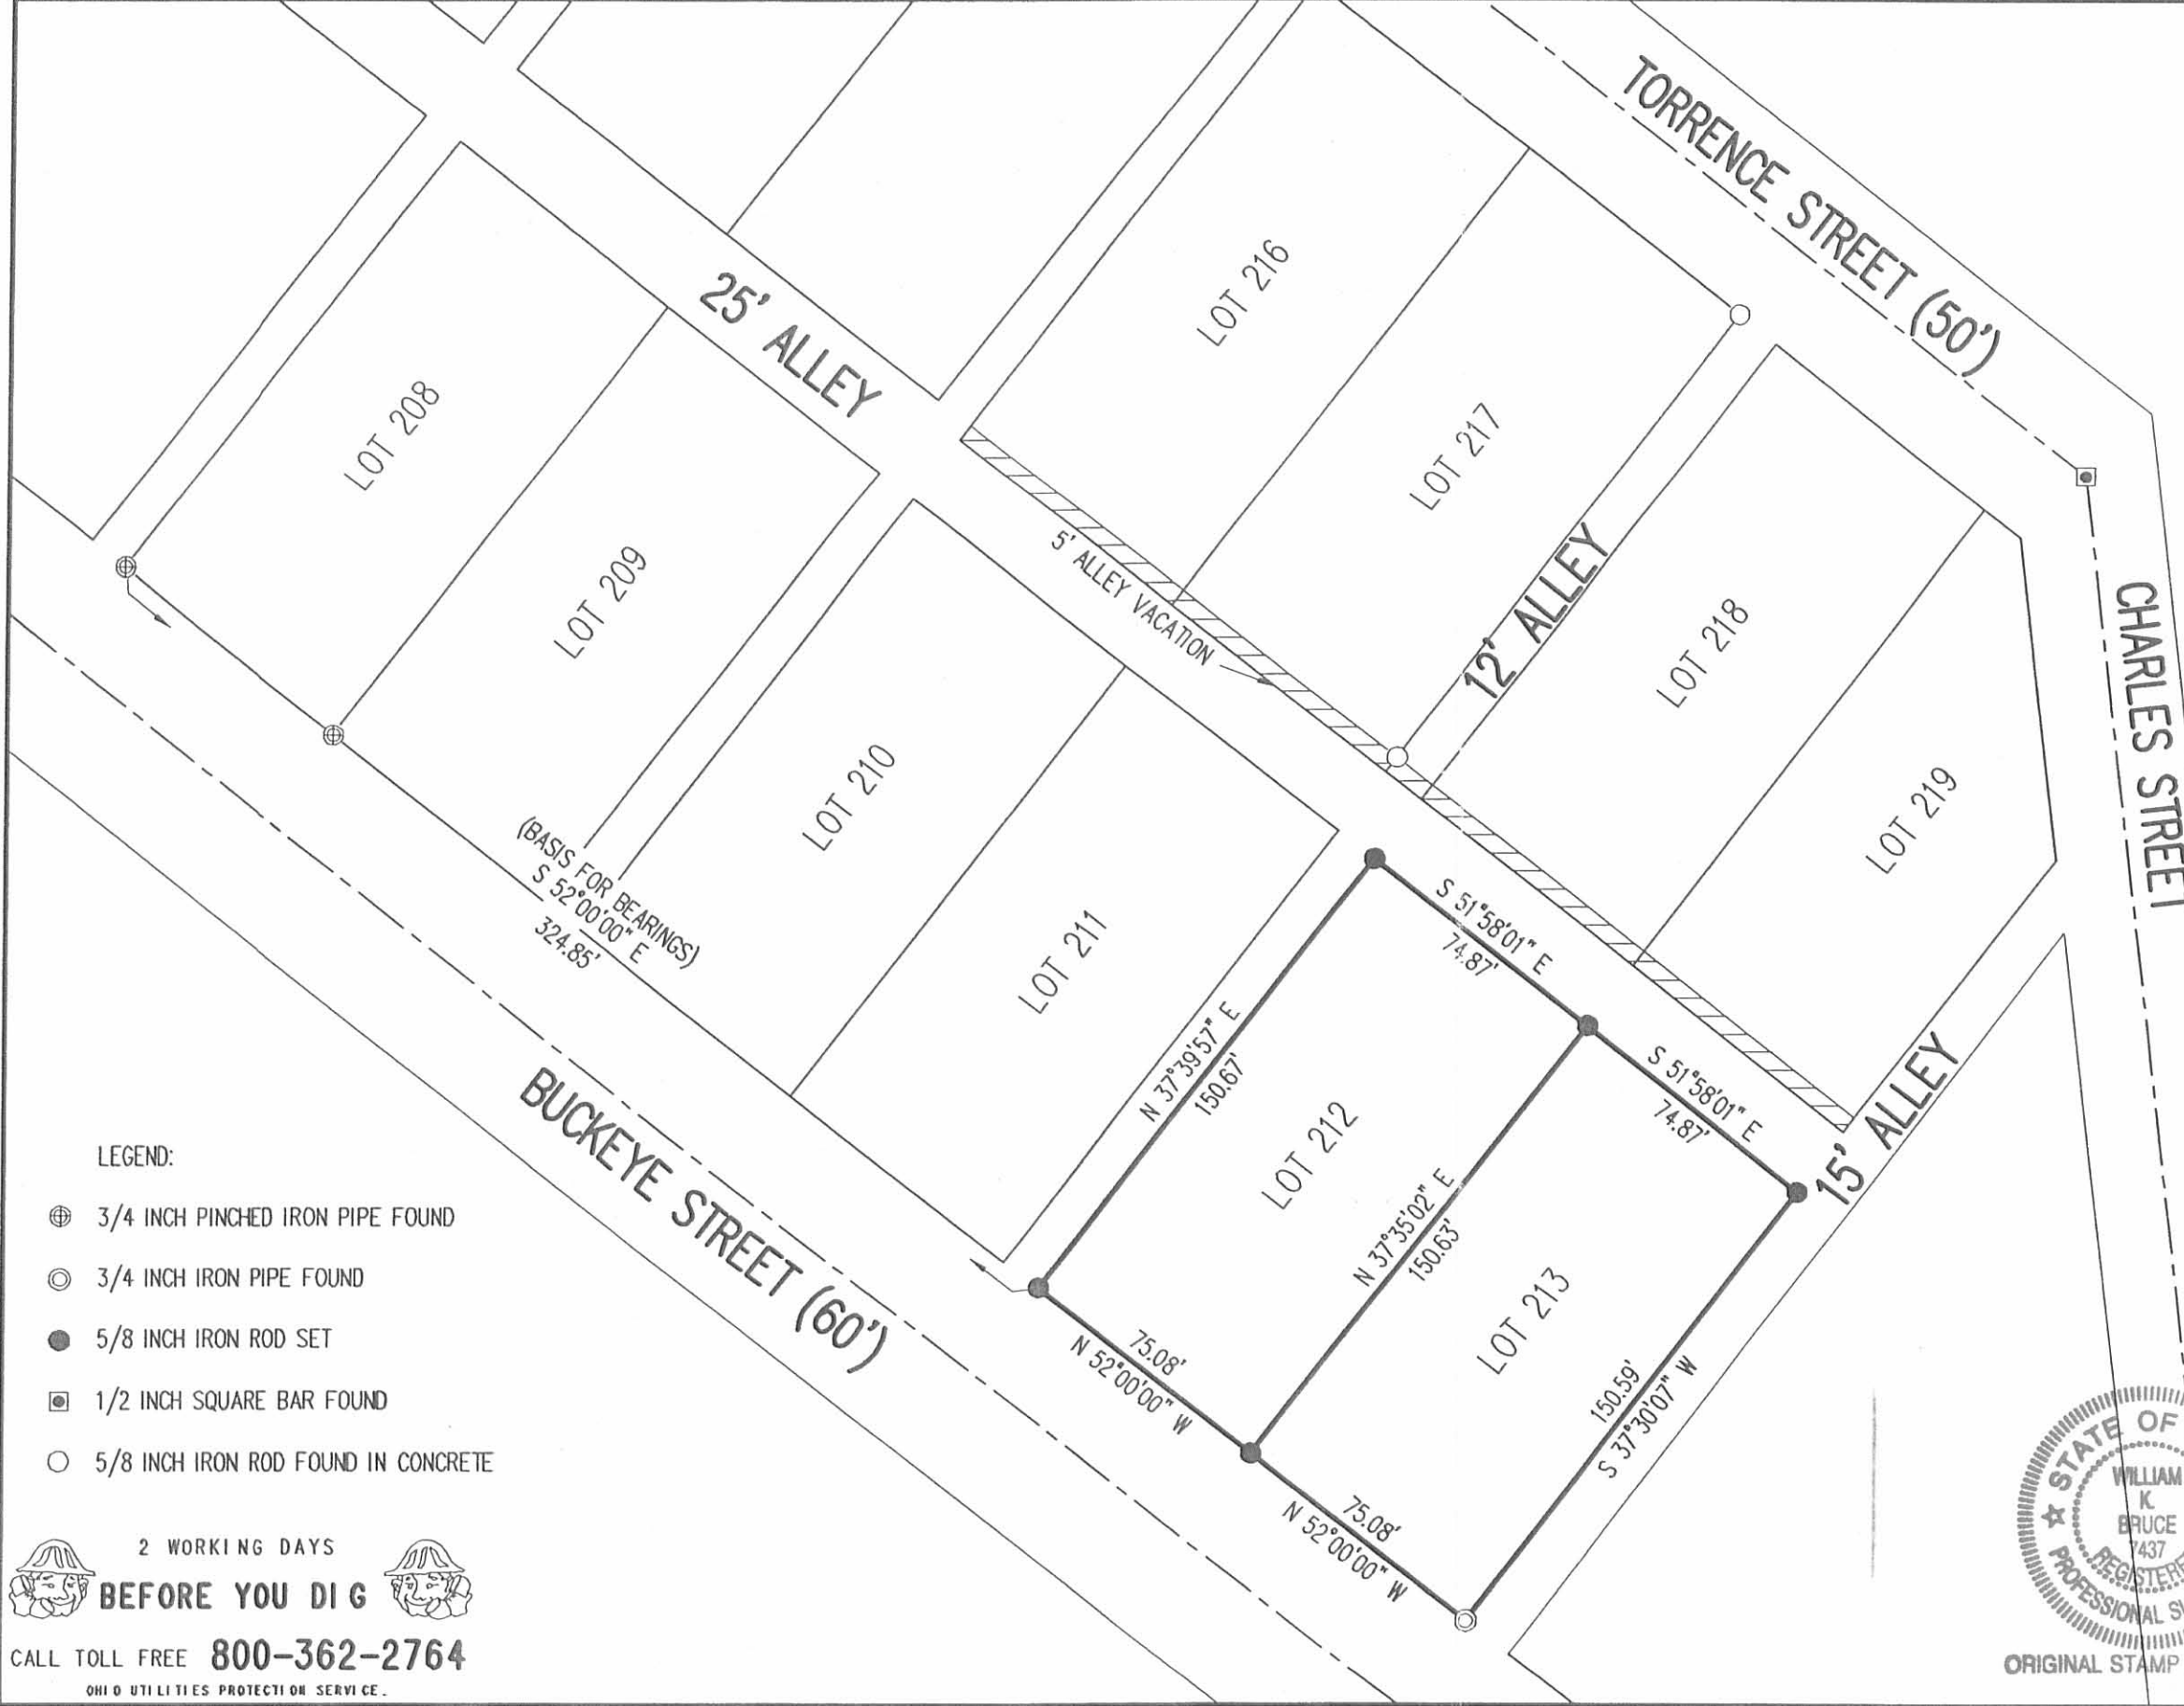 TORRENCE STREET (50')
LOT 216
25' ALLEY
LOT 208
LOT 217
LOT 209
5' ALLEY VACATION
12' ALLEY
LOT 218
CHARLES STREET
LOT 210
LOT 219
(BASIS FOR BEARINGS)
S 52°00'00" E
324.85'
LOT 211
S 51°58'01" E
74.87'
N 37°39'57" E
150.67'
S 51°58'01" E
74.87'
15' ALLEY
BUCKEYE STREET (60')
LOT 212
N 37°35'02" E
150.63'
LOT 213
75.08'
N 52°00'00" W
150.59'
S 37°30'07" W
75.08'
N 52°00'00" W
LEGEND:
3/4 INCH PINCHED IRON PIPE FOUND
3/4 INCH IRON PIPE FOUND
5/8 INCH IRON ROD SET
1/2 INCH SQUARE BAR FOUND
5/8 INCH IRON ROD FOUND IN CONCRETE
2 WORKING DAYS
BEFORE YOU DIG
CALL TOLL FREE 800-362-2764
OHIO UTILITIES PROTECTION SERVICE.
STATE OF
WILLIAM
K.
BRUCE
7437
PROFESSIONAL
ORIGINAL STAMP